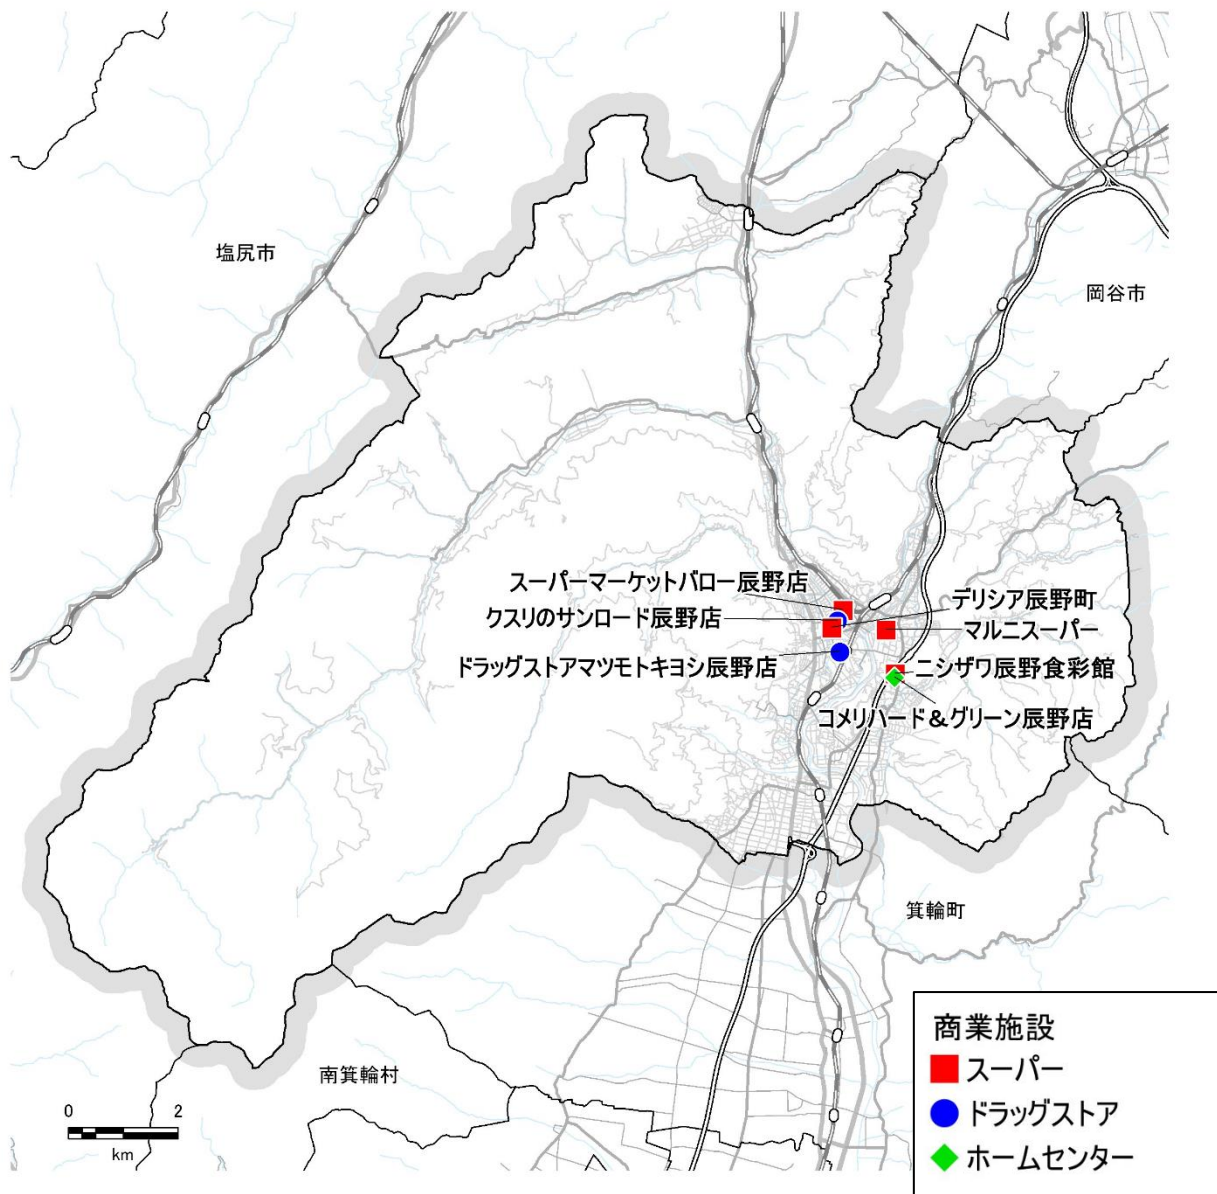 塩尻市
岡谷市
スーパーマーケットバロー辰野店
デリシア辰野町
クスリのサンロード辰野店
マルニスーパー
ドラッグストアマツモトキヨシ辰野店
ニシザワ辰野食彩館
コメリハード＆グリーン辰野店
箕輪町
南箕輪村
0 2
km
商業施設
スーパー
ドラッグストア
ホームセンター